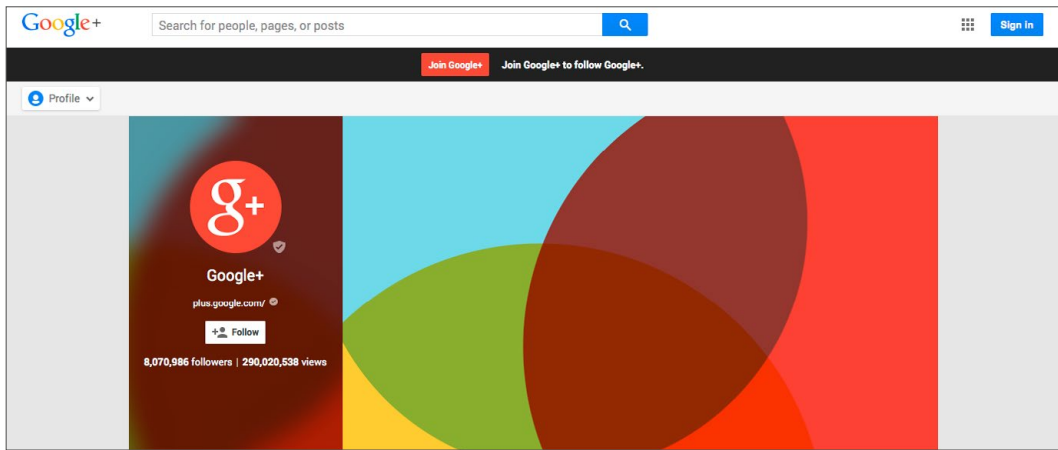 Google+
Search for people, pages, or posts
Sign in
Join Google+ Join Google+ to follow Google+.
Profile
g+
Google+
plus.google.com/
Follow
8,070,986 followers | 290,020,538 views